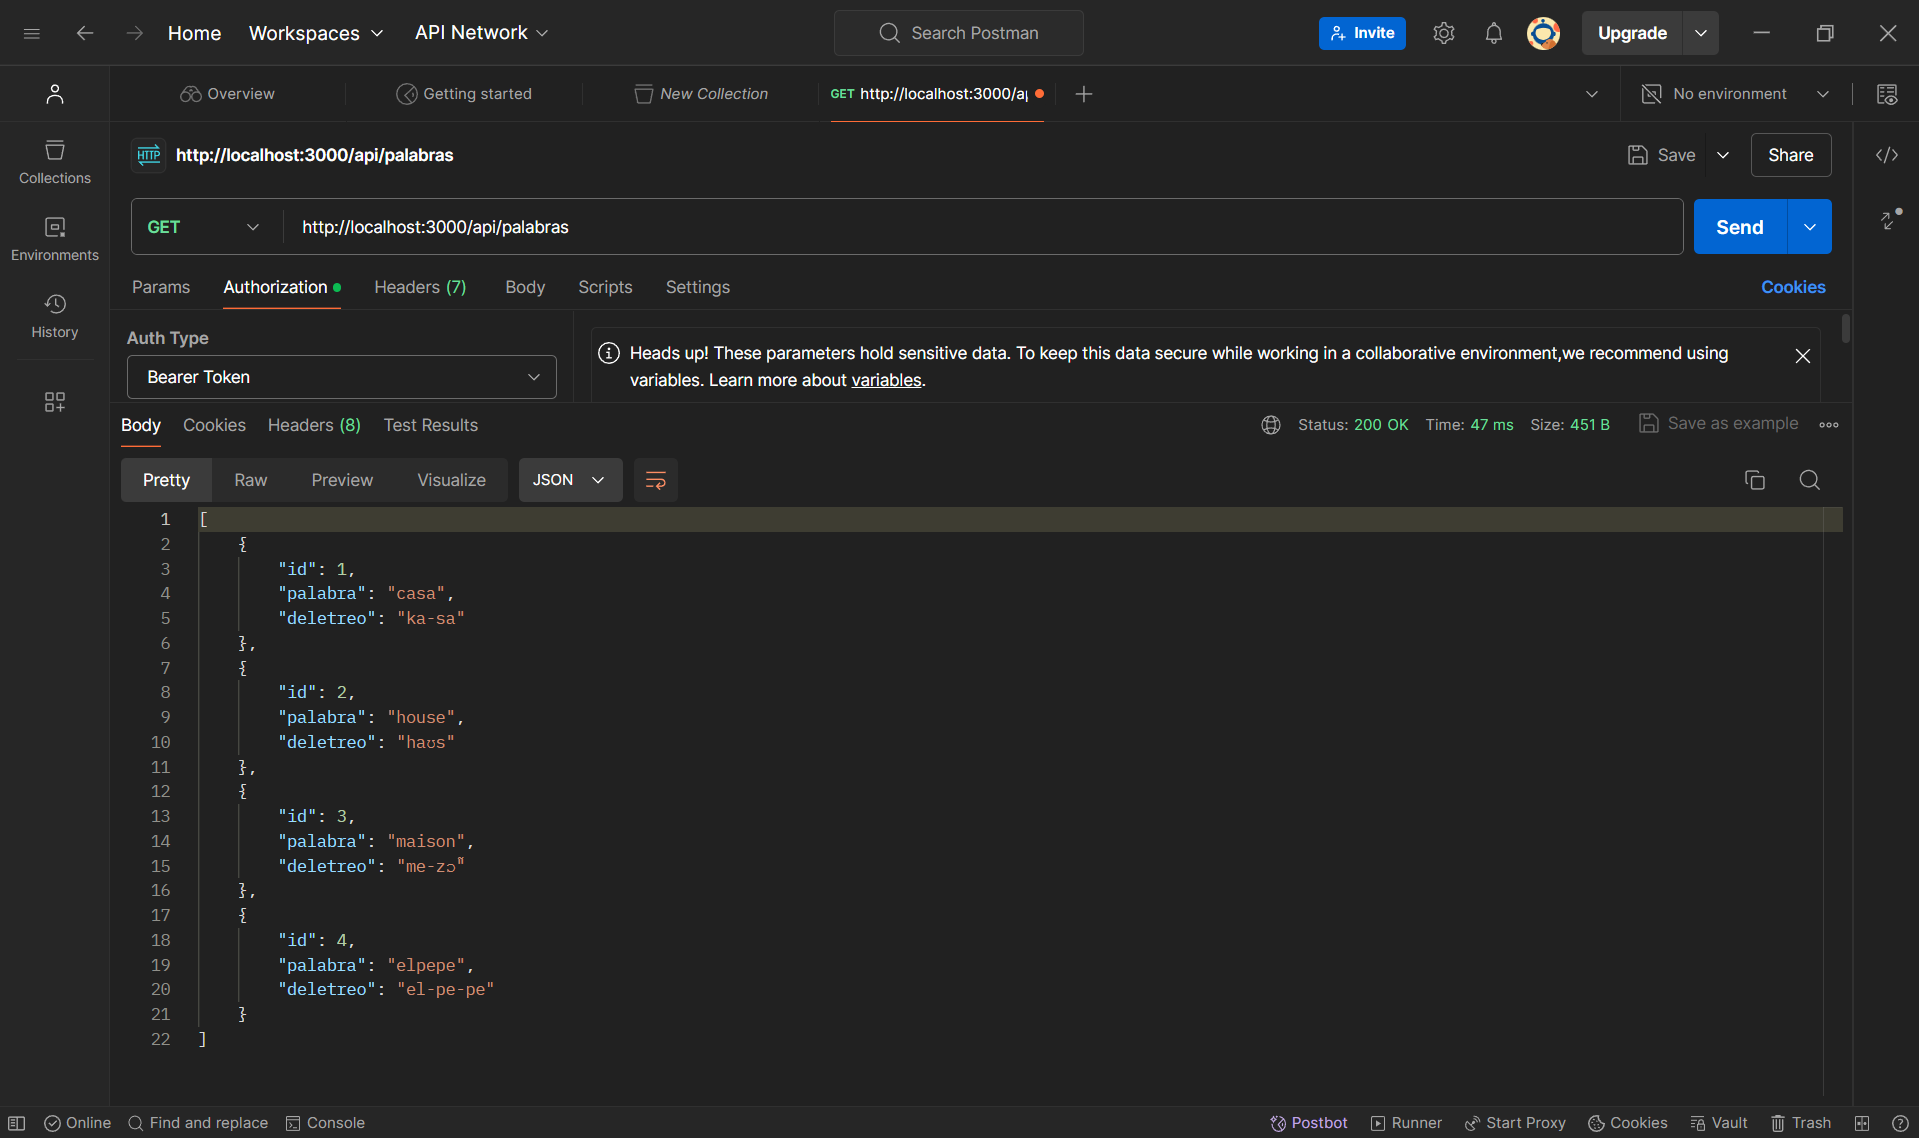 Home Workspaces API Network Search Postman Invite Upgrade
Overview Getting started New Collection GET http://localhost:3000/a No environment
HTTP http://localhost:3000/api/palabras Save Share
Collections
GET http://localhost:3000/api/palabras Send
Environments
Params Authorization Headers (7) Body Scripts Settings Cookies
History
Auth Type
Bearer Token
Heads up! These parameters hold sensitive data. To keep this data secure while working in a collaborative environment,we recommend using
variables. Learn more about variables.
Body Cookies Headers (8) Test Results Status: 200 OK Time: 47 ms Size: 451 B Save as example
Pretty Raw Preview Visualize JSON
1 [
2 {
3 "id": 1,
4 "palabra": "casa",
5 "deletreo": "ka-sa"
6 },
7 {
8 "id": 2,
9 "palabra": "house",
10 "deletreo": "haʊs"
11 },
12 {
13 "id": 3,
14 "palabra": "maison",
15 "deletreo": "me-zɔ̃"
16 },
17 {
18 "id": 4,
19 "palabra": "elpepe",
20 "deletreo": "el-pe-pe"
21 }
22 ]
Online Find and replace Console Postbot Runner Start Proxy Cookies Vault Trash